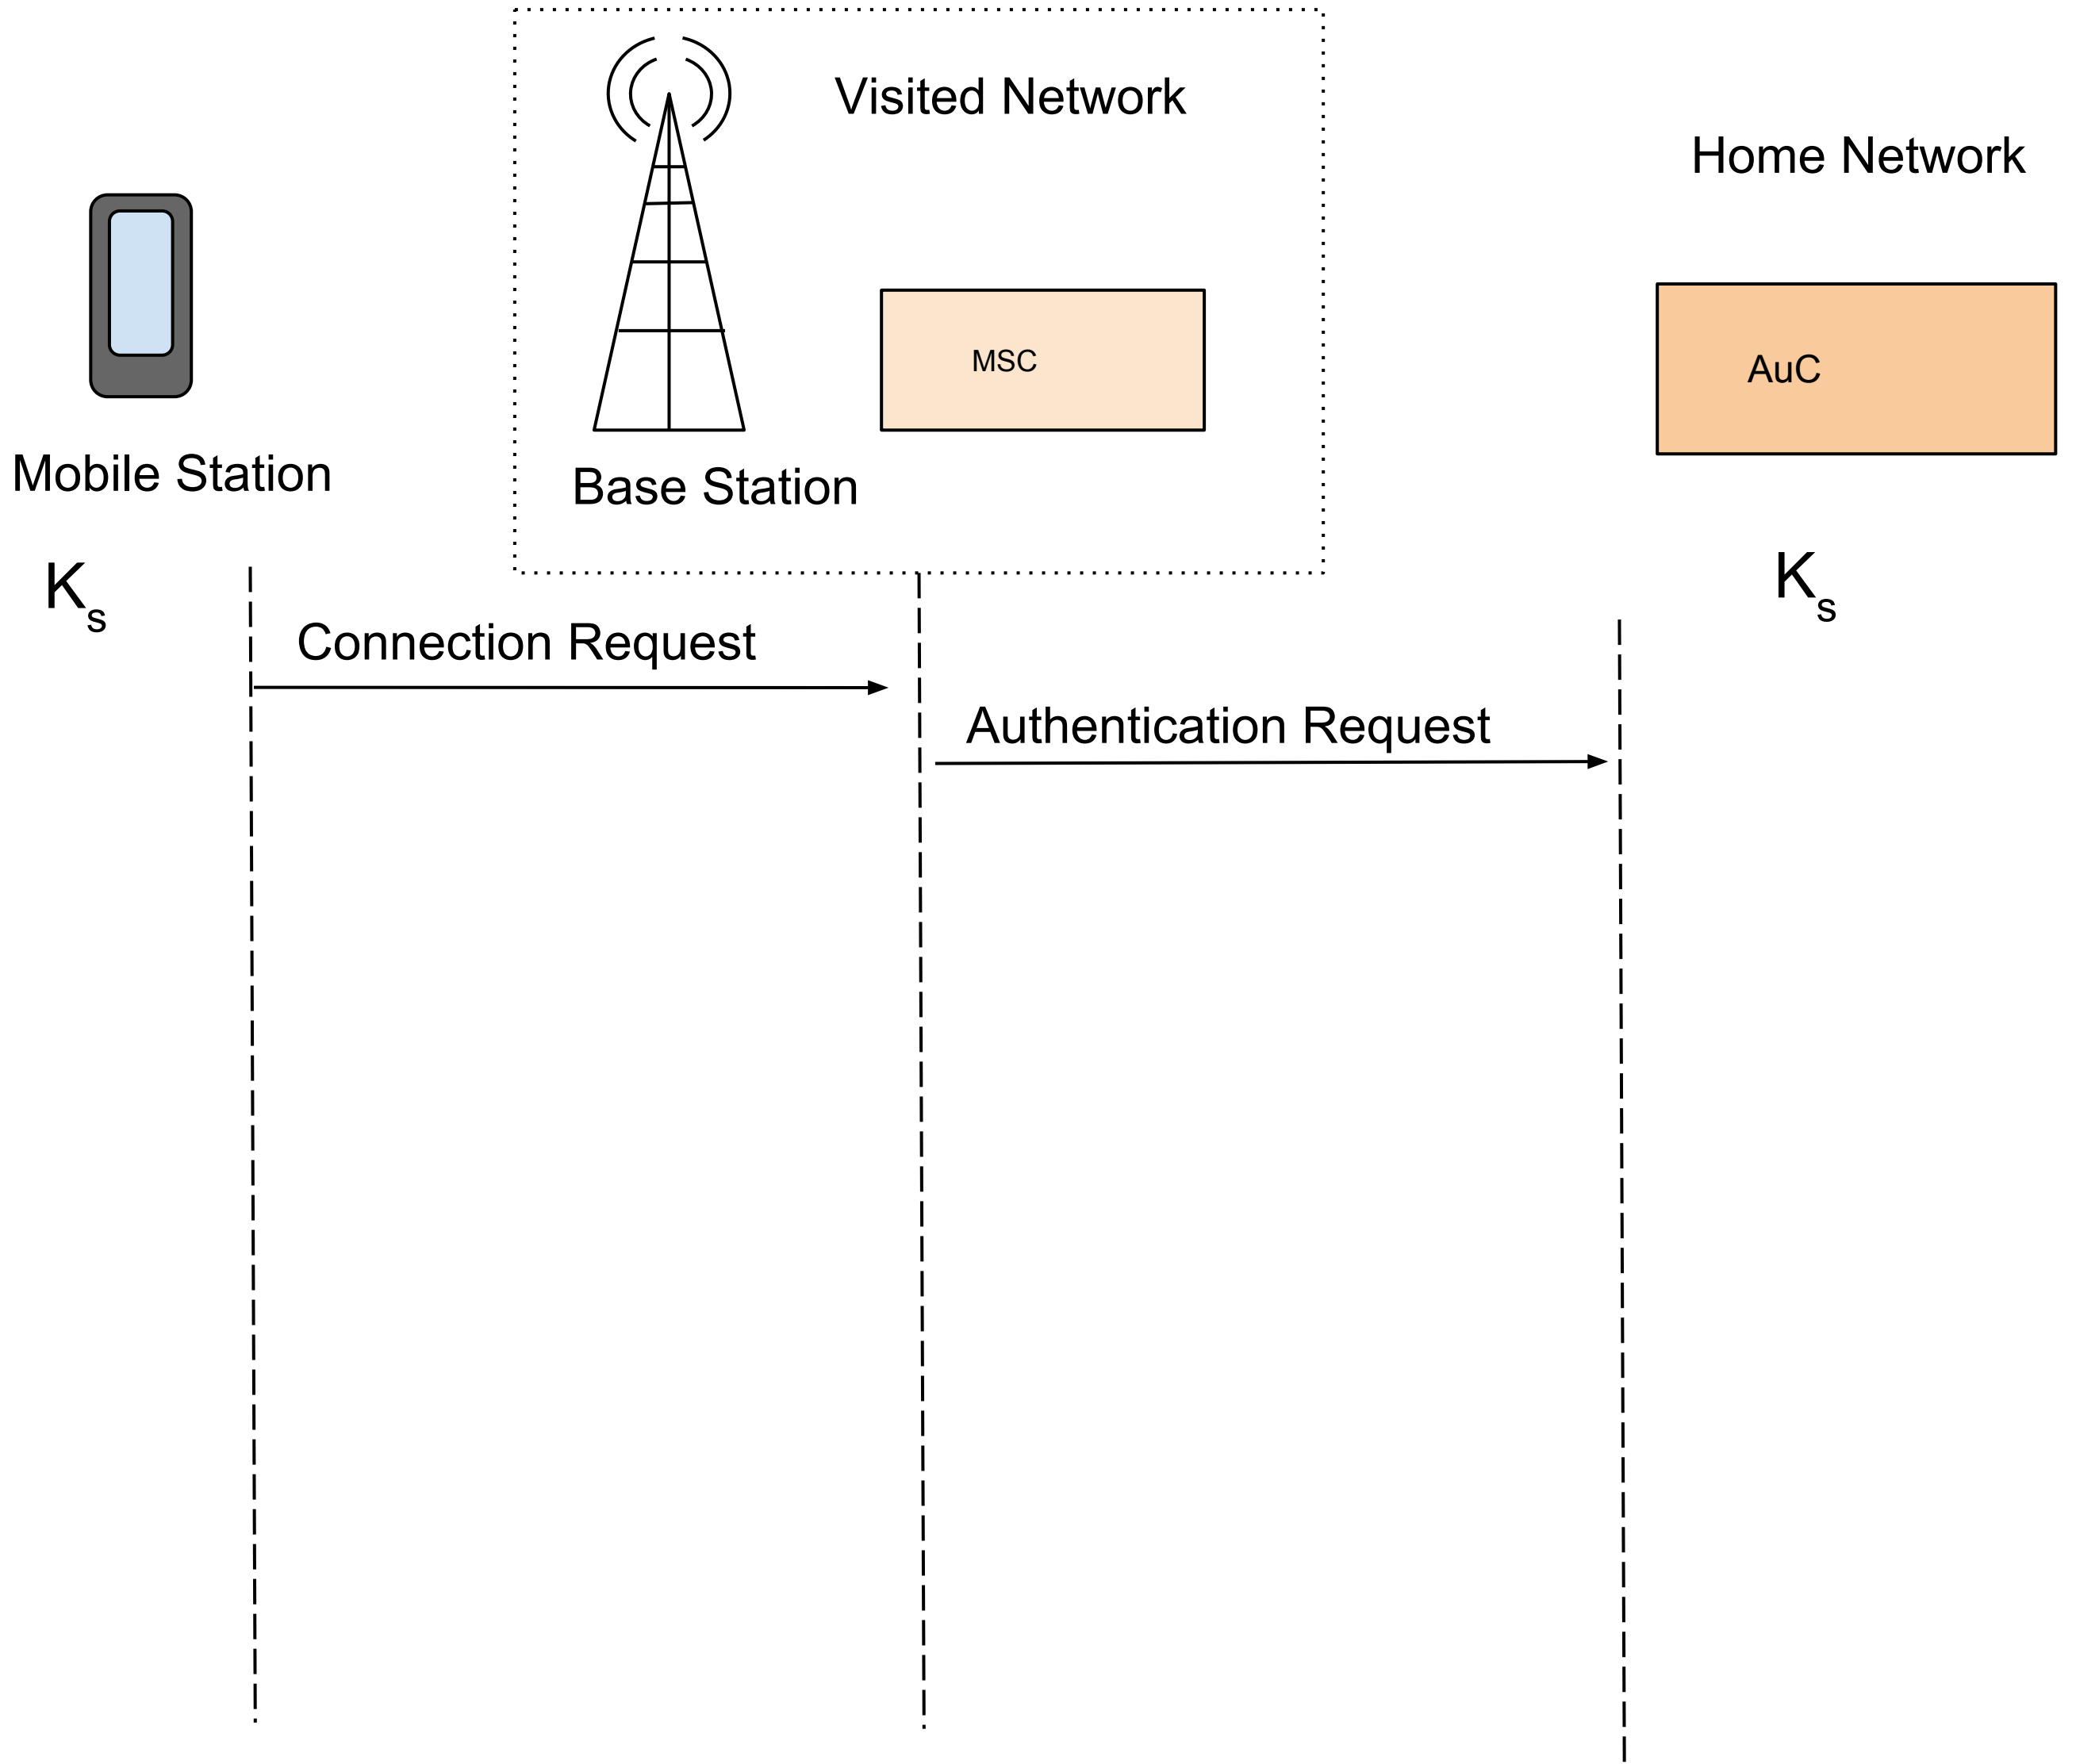 Visited Network
Home Network
MSC
AuC
Mobile Station
Base Station
Ks
Ks
Connection Request
Authentication Request